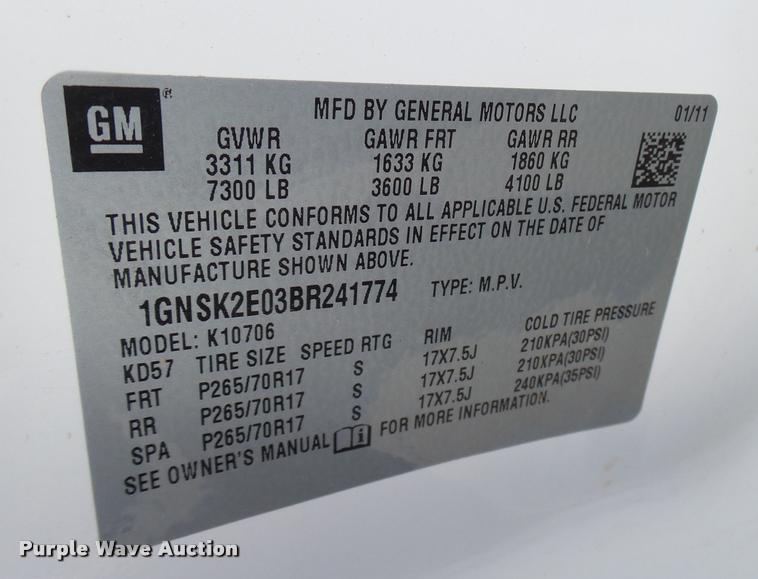 GM
MFD BY GENERAL MOTORS LLC 01/11
GVWR GAWR FRT GAWR RR
3311 KG 1633 KG 1860 KG
7300 LB 3600 LB 4100 LB
THIS VEHICLE CONFORMS TO ALL APPLICABLE U.S. FEDERAL MOTOR
VEHICLE SAFETY STANDARDS IN EFFECT ON THE DATE OF
MANUFACTURE SHOWN ABOVE.
1GNSK2E03BR241774 TYPE: M.P.V.
MODEL: K10706
KD57 TIRE SIZE SPEED RTG RIM COLD TIRE PRESSURE
FRT P265/70R17 S 17X7.5J 210KPA(30PSI)
RR P265/70R17 S 17X7.5J 210KPA(30PSI)
SPA P265/70R17 S 17X7.5J 240KPA(35PSI)
SEE OWNER'S MANUAL FOR MORE INFORMATION.
Purple Wave Auction